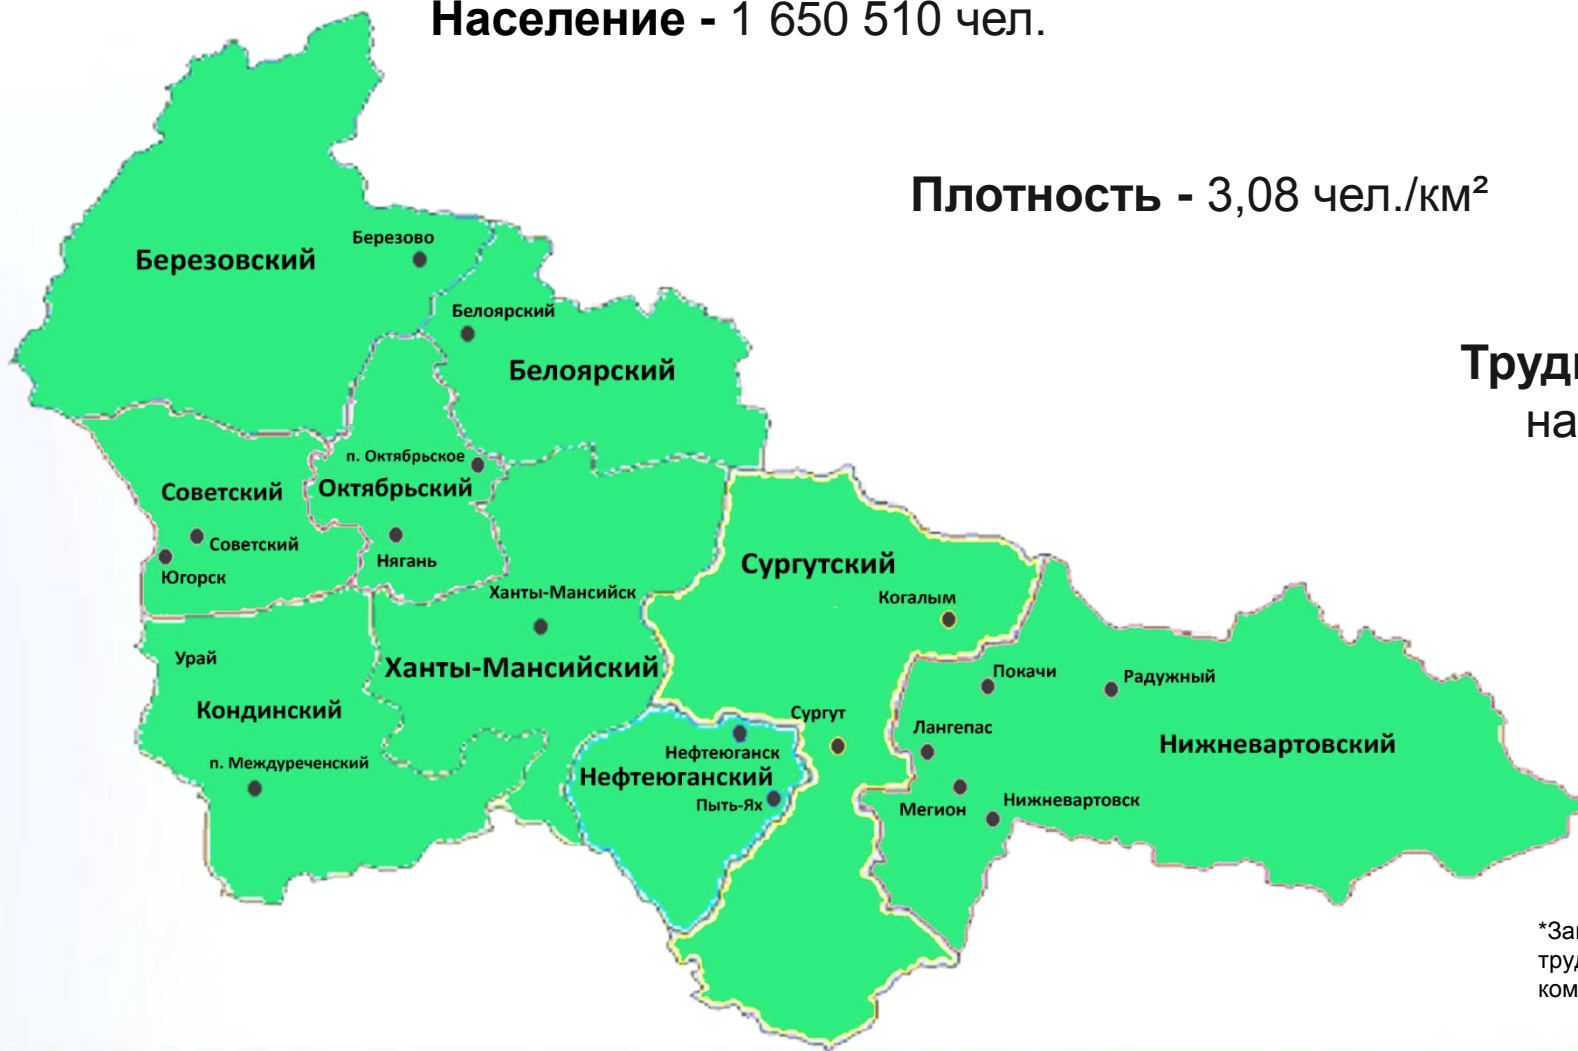 Население - 1 650 510 чел.
Плотность - 3,08 чел./км²
на
Березово
Березовский
Белоярский
Белоярский
п. Октябрьское
Октябрьский
Советский
Советский
Югорск
Нягань
Сургутский
Ханты-Мансийск
Когалым
Урай
Ханты-Мансийский
Покачи
Радужный
Кондинский
Сургут
Лангепас
Нижневартовский
Нефтеюганск
п. Междуреченский
Нефтеюганский
Пыть-Ях
Мегион
Нижневартовск